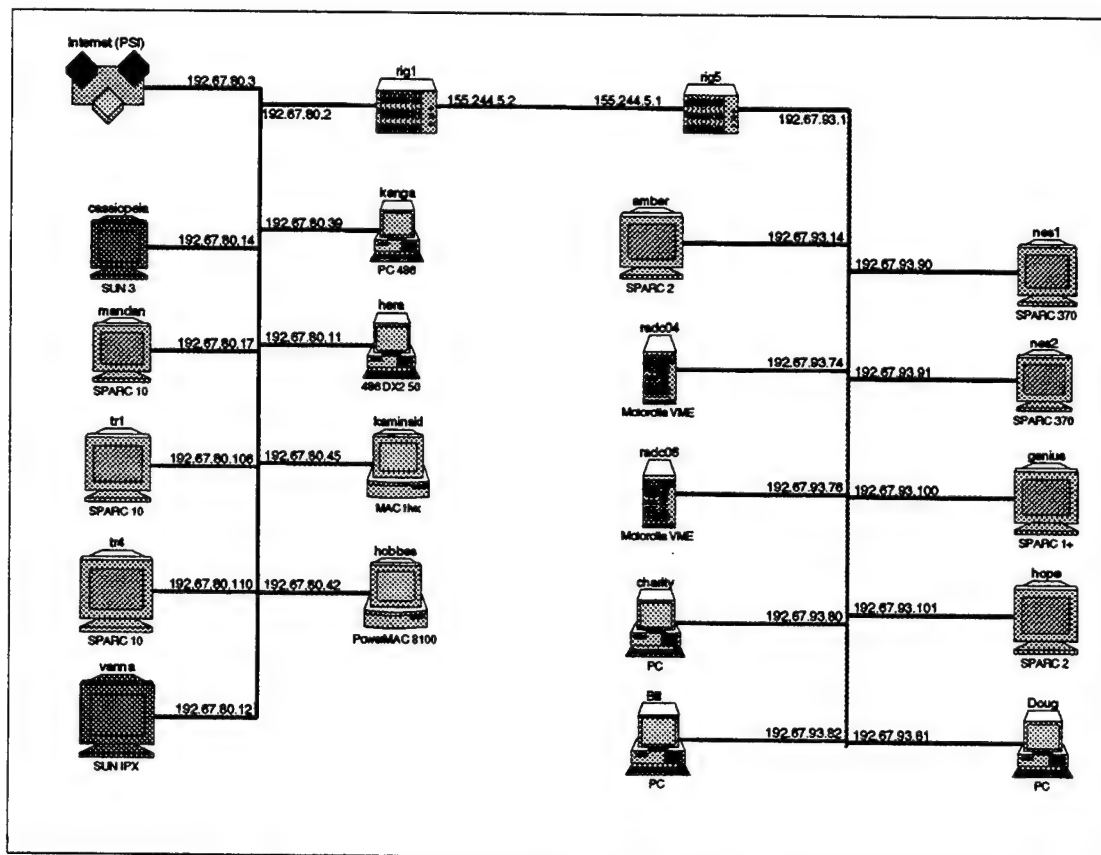 Internet (PSI)
192.67.80.3
rig1
192.67.80.2
155.244.5.2
155.244.5.1
rig5
192.67.93.1
cassiopeia
192.67.80.14
SUN 3
kanga
192.67.80.39
PC 486
amber
192.67.93.14
SPARC 2
nes1
192.67.93.90
SPARC 370
mandan
192.67.80.17
SPARC 10
hera
192.67.80.11
486 DX2 50
radc04
192.67.93.74
Motorola VME
nes2
192.67.93.91
SPARC 370
tr1
192.67.80.106
SPARC 10
kaminski
192.67.80.45
radc06
192.67.93.76
Motorola VME
genius
192.67.93.100
SPARC 1+
tr4
192.67.80.110
SPARC 10
hobbes
192.67.80.42
PowerMAC 8100
charity
192.67.93.80
PC
hope
192.67.93.101
SPARC 2
vanna
192.67.80.12
SUN IPX
Bill
192.67.93.82
PC
Doug
192.67.93.81
PC